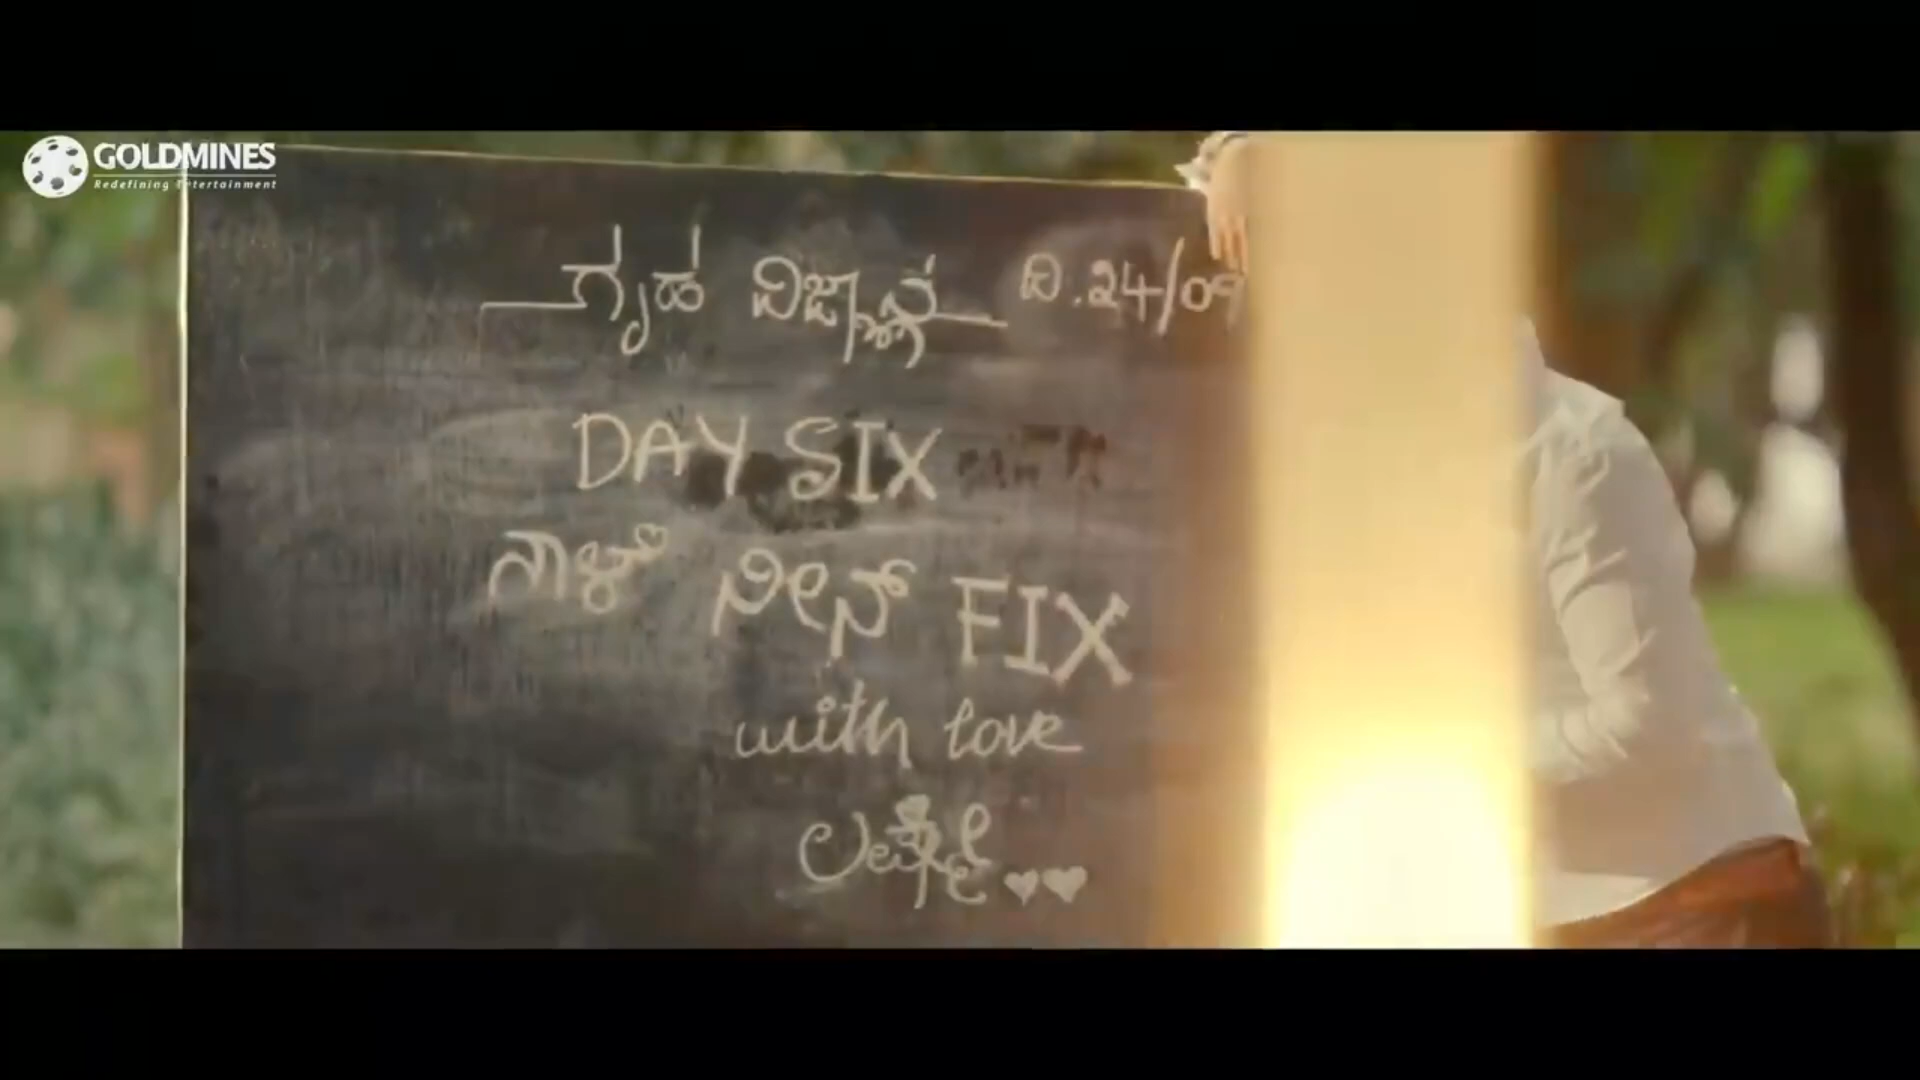 GOLDMINES
Redefining Entertainment
ಗೃಹ ವಿಜ್ಞಾನ ದಿ.24/09
DAY SIX
ನಾಳೆ ನೀನ್ FIX
with love